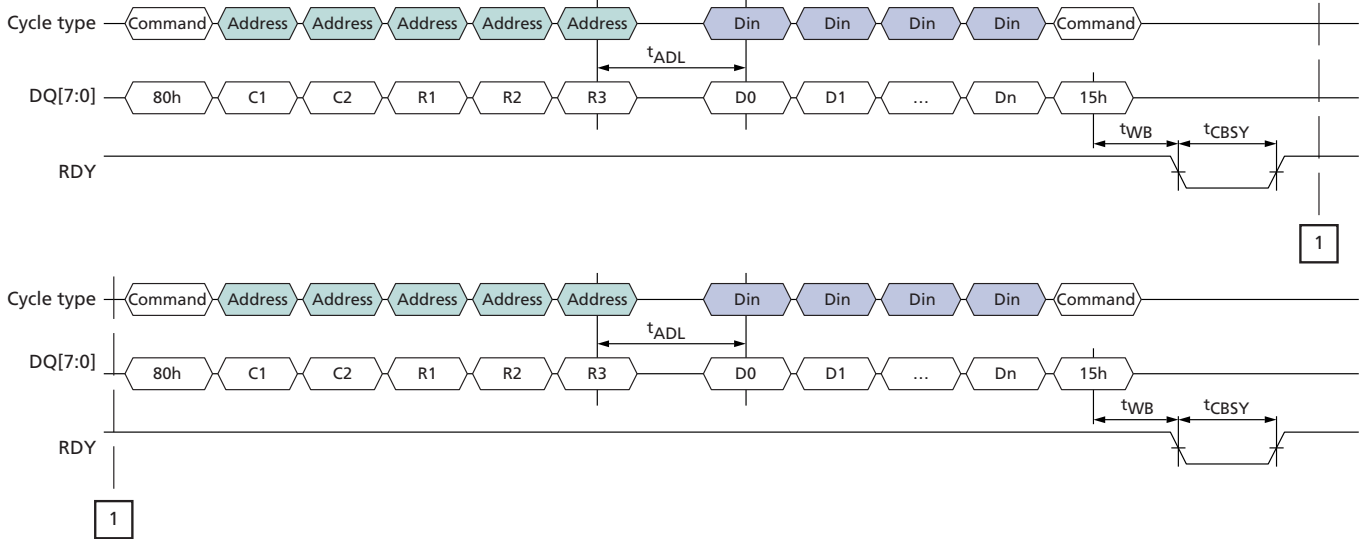 Cycle type Command Address Address Address Address Address Din Din Din Din Command
tADL
DQ[7:0] 80h C1 C2 R1 R2 R3 D0 D1 … Dn 15h
tWB tCBSY
RDY
1
Cycle type Command Address Address Address Address Address Din Din Din Din Command
tADL
DQ[7:0] 80h C1 C2 R1 R2 R3 D0 D1 … Dn 15h
tWB tCBSY
RDY
1